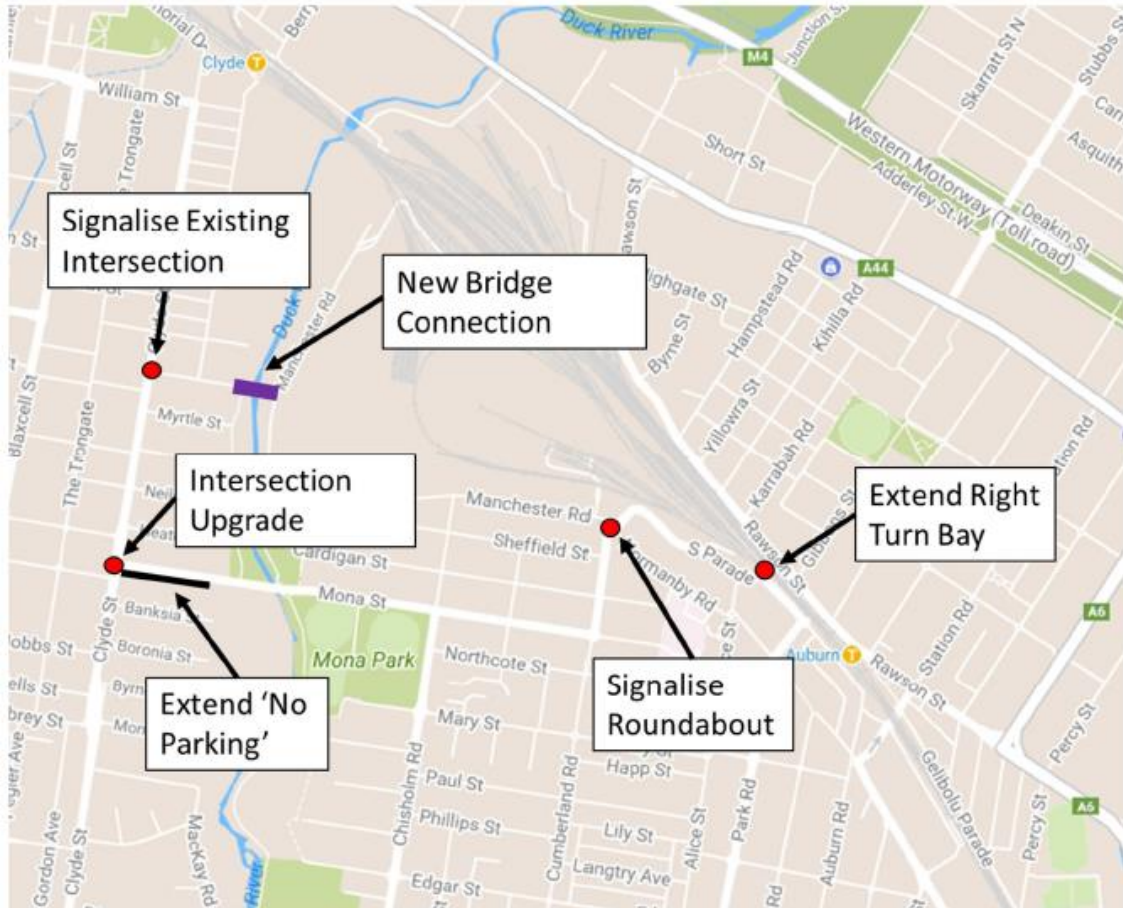 Duck River
Junction St
Skarratt St N
Stubbs St
Clyde
T
M4
William St
Western Motorway (Toll road)
Short St
Adderley St W
Deakin St
Asquith
The Trongate
Signalise Existing
Intersection
New Bridge
Connection
A44
Highgate St
Hampstead Rd
Kihilla Rd
Byrne St
Manchester Rd
Blaxcell St
The Trongate
Myrtle St
Yillowra St
Karrabah Rd
Intersection
Upgrade
Manchester Rd
Sheffield St
Extend Right
Turn Bay
Rawson St
Gibbons St
S Parade
Normanby Rd
Cardigan St
Mona St
Banksia St
Clyde St
Boronia St
Mona Park
Northcote St
Auburn
T
Station Rd
Rawson St
A6
Extend ‘No
Parking’
Signalise
Roundabout
Mary St
Happ St
Paul St
Phillips St
Chisholm Rd
Cumberland Rd
Lily St
Langtry Ave
Alice St
Park Rd
Auburn Rd
Gelibolu Parade
Percy St
A6
Percy St
Gordon Ave
Clyde St
MacKay Rd
River
Edgar St
Rd